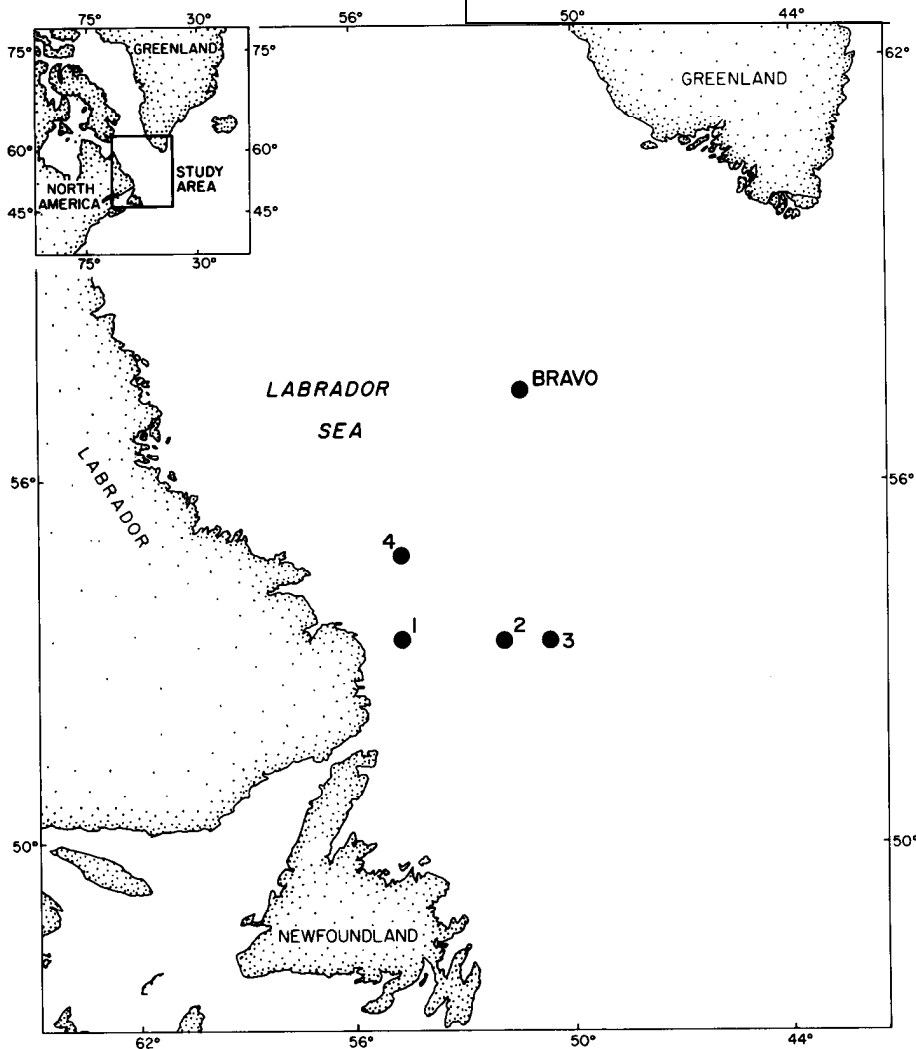 75° 30°
75° GREENLAND 75°
60° 60°
STUDY
AREA
NORTH
AMERICA
45° 45°
75° 30°
56° 50° 44°
GREENLAND 62°
LABRADOR
SEA
BRAVO
LABRADOR
56° 56°
4
1 2 3
50° 50°
NEWFOUNDLAND
62° 56° 50° 44°